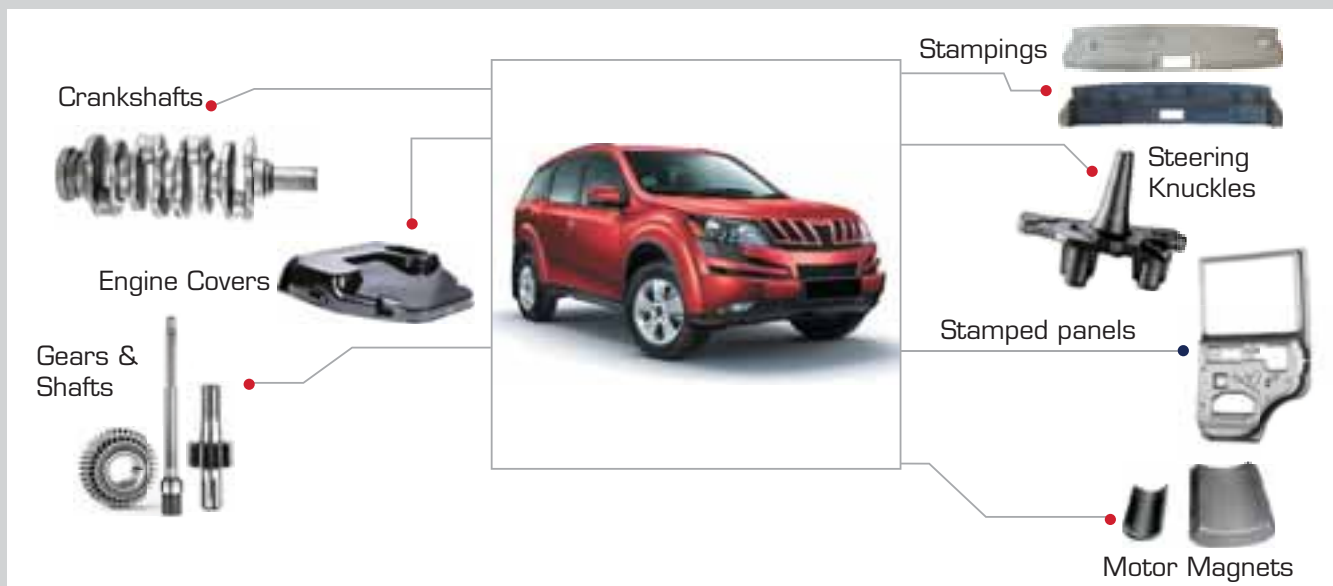 Crankshafts
Engine Covers
Gears &
Shafts
Stampings
Steering
Knuckles
Stamped panels
Motor Magnets